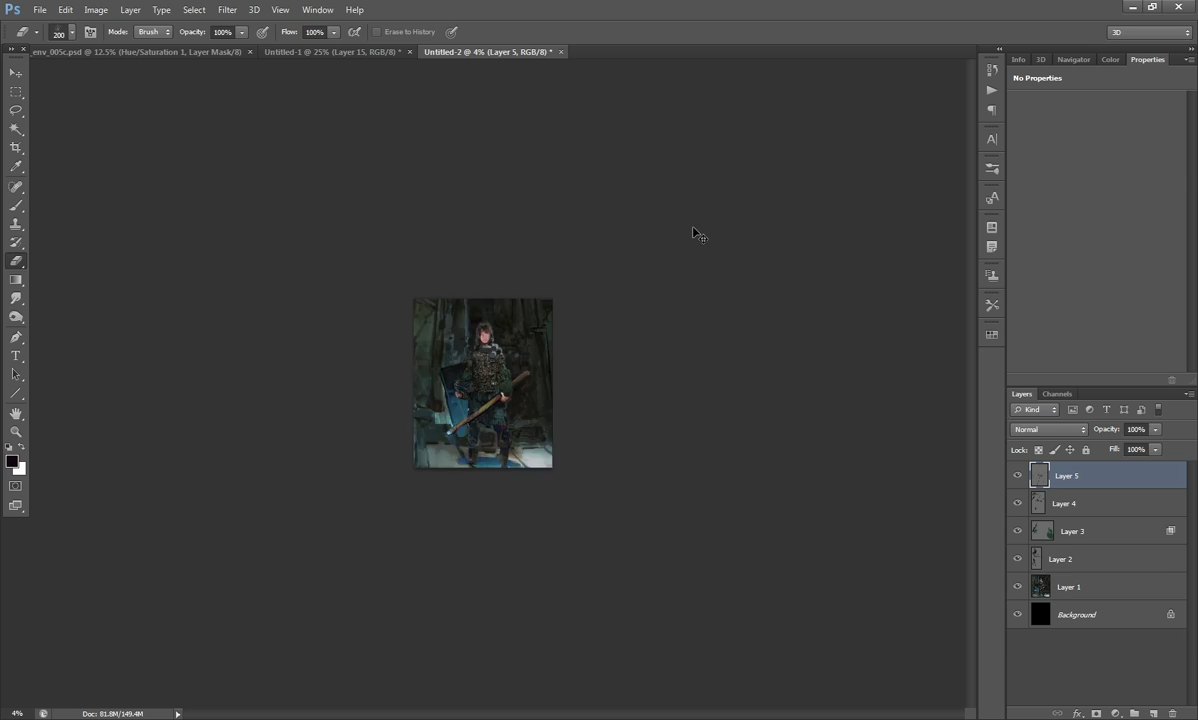 Ps File Edit Image Layer Type Select Filter 3D View Window Help
200 Mode: Brush Opacity: 100% Flow: 100% Erase to History 3D
_env_005c.psd @ 12.5% (Hue/Saturation 1, Layer Mask/8) × Untitled-1 @ 25% (Layer 15, RGB/8) * × Untitled-2 @ 4% (Layer 5, RGB/8) * ×
Info 3D Navigator Color Properties
No Properties
Layers Channels
Kind
Normal Opacity: 100%
Lock: Fill: 100%
Layer 5
Layer 4
Layer 3
Layer 2
Layer 1
Background
4% Doc: 81.8M/149.4M